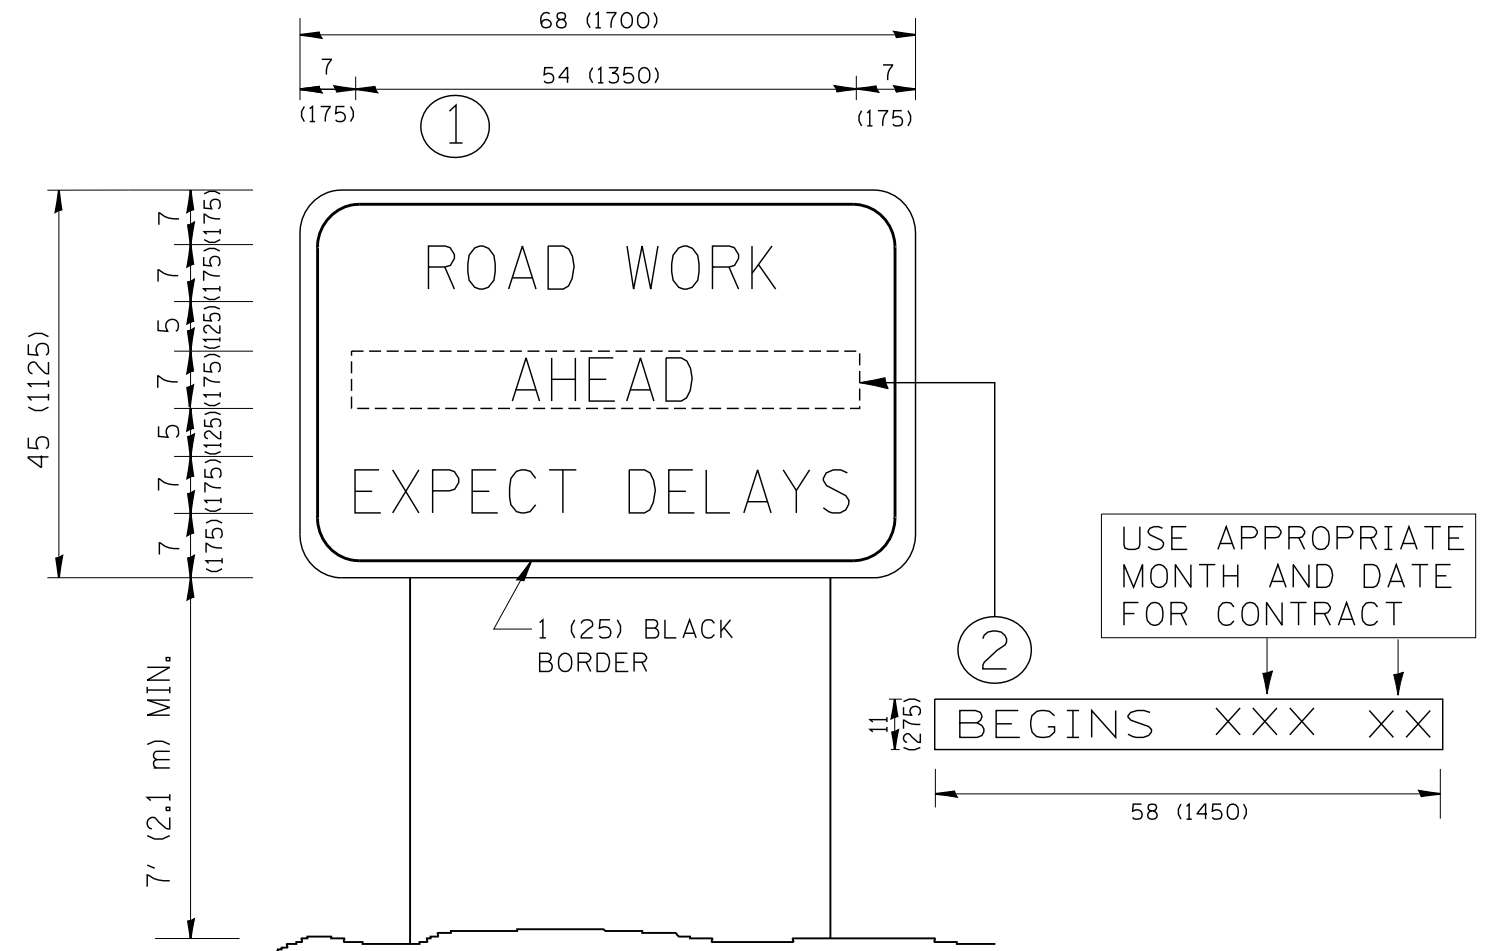 68 (1700)
7
54 (1350)
7
(175)
(175)
1
45 (1125)
7 (175)
7 (175)
5 (125)
7 (175)
5 (125)
7 (175)
7 (175)
ROAD WORK
AHEAD
EXPECT DELAYS
1 (25) BLACK
BORDER
7' (2.1 m) MIN.
2
USE APPROPRIATE
MONTH AND DATE
FOR CONTRACT
11
(275)
BEGINS XXX XX
58 (1450)